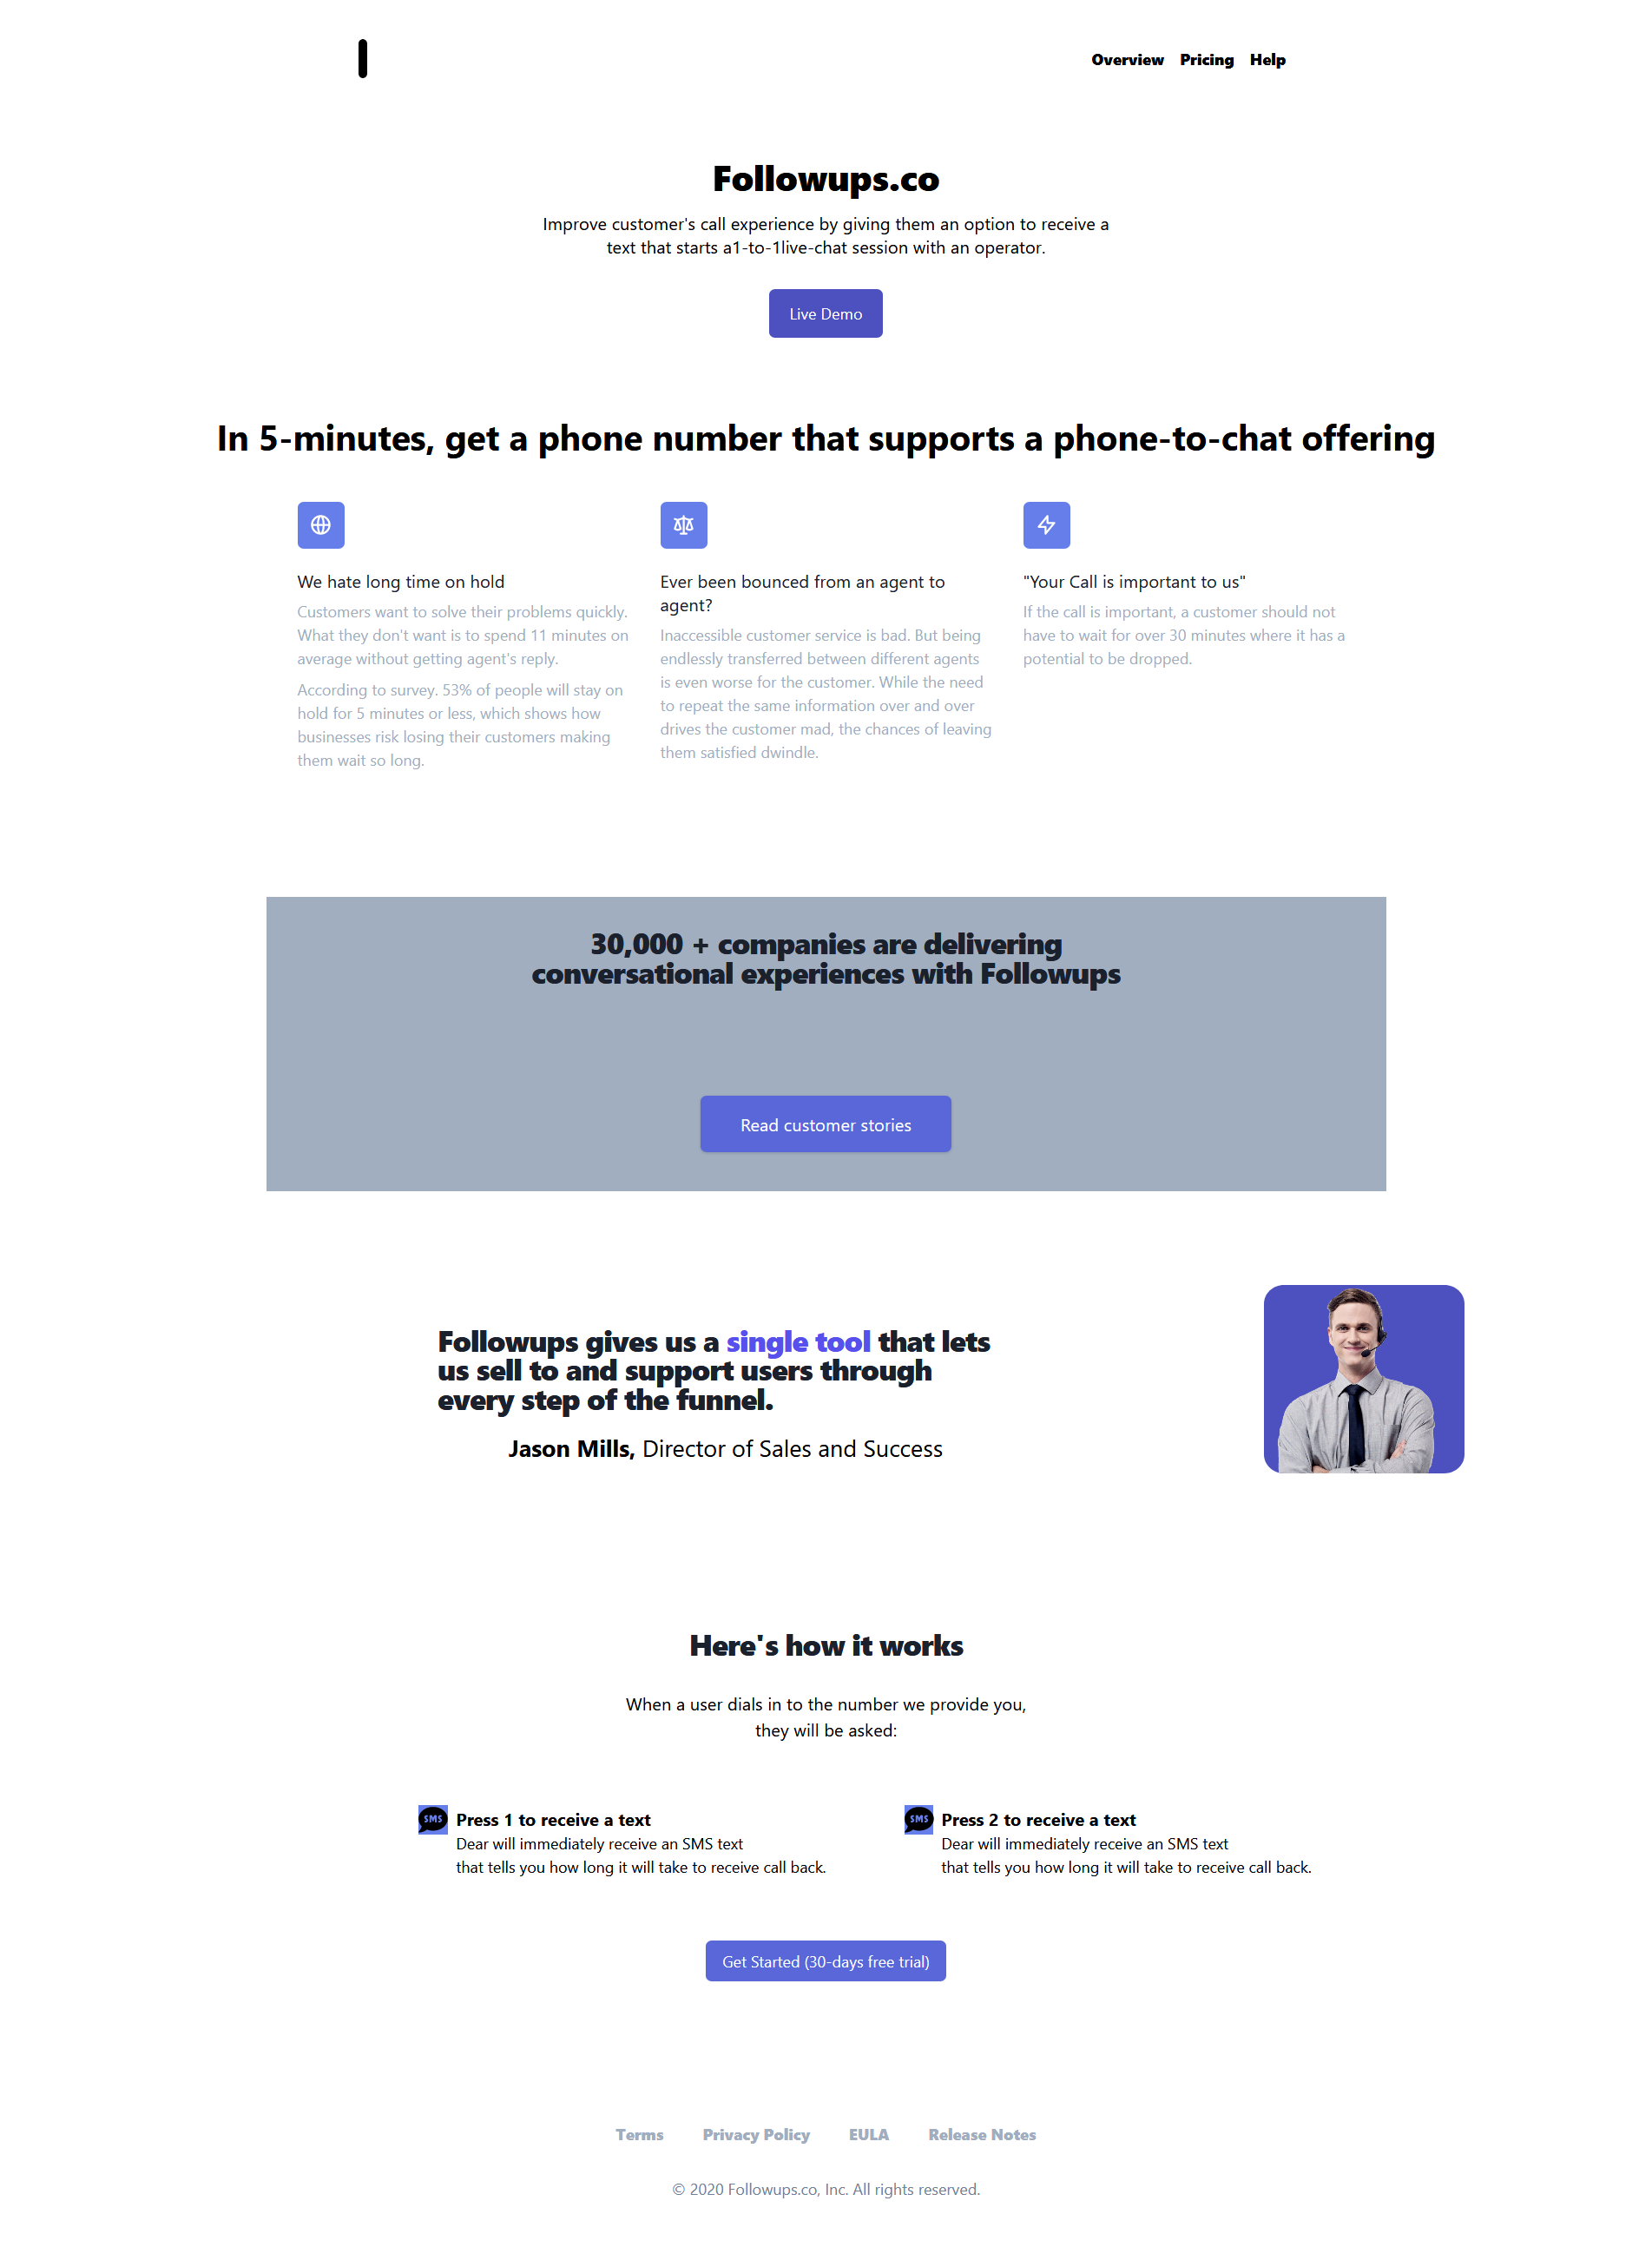 Overview Pricing Help
Followups.co
Improve customer's call experience by giving them an option to receive a
text that starts a1-to-1live-chat session with an operator.
Live Demo
In 5-minutes, get a phone number that supports a phone-to-chat offering
We hate long time on hold
Customers want to solve their problems quickly.
What they don't want is to spend 11 minutes on
average without getting agent's reply.
According to survey. 53% of people will stay on
hold for 5 minutes or less, which shows how
businesses risk losing their customers making
them wait so long.
Ever been bounced from an agent to
agent?
Inaccessible customer service is bad. But being
endlessly transferred between different agents
is even worse for the customer. While the need
to repeat the same information over and over
drives the customer mad, the chances of leaving
them satisfied dwindle.
"Your Call is important to us"
If the call is important, a customer should not
have to wait for over 30 minutes where it has a
potential to be dropped.
30,000 + companies are delivering
conversational experiences with Followups
Read customer stories
Followups gives us a single tool that lets
us sell to and support users through
every step of the funnel.
Jason Mills, Director of Sales and Success
Here's how it works
When a user dials in to the number we provide you,
they will be asked:
SMS
Press 1 to receive a text
Dear will immediately receive an SMS text
that tells you how long it will take to receive call back.
SMS
Press 2 to receive a text
Dear will immediately receive an SMS text
that tells you how long it will take to receive call back.
Get Started (30-days free trial)
Terms Privacy Policy EULA Release Notes
© 2020 Followups.co, Inc. All rights reserved.